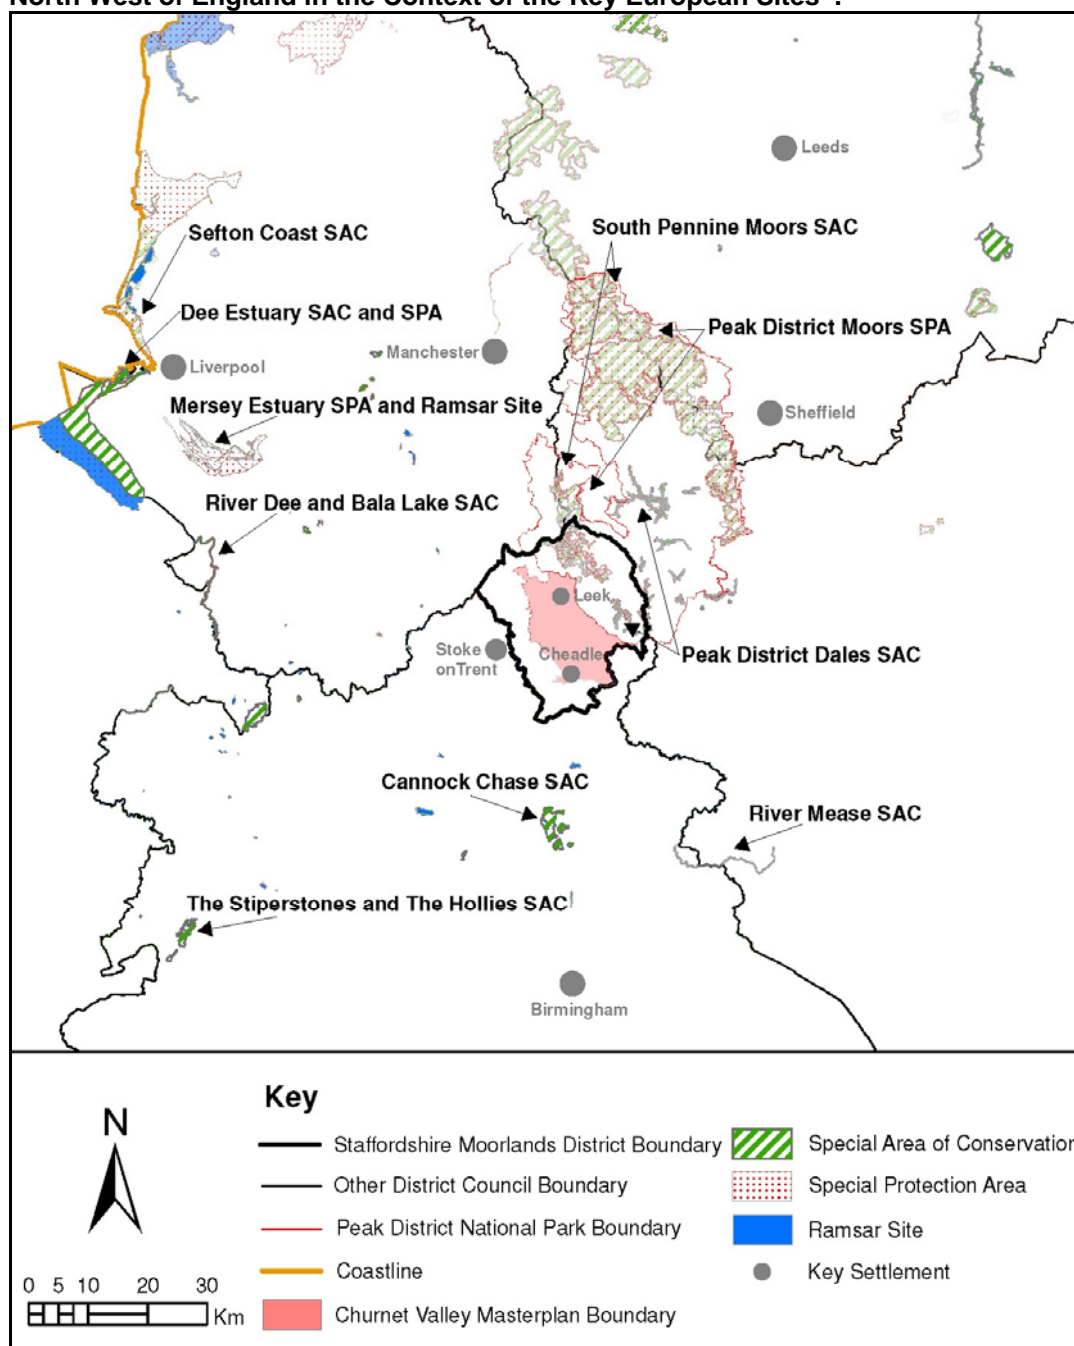 North West of England in the Context of the Key European Sites
Leeds
South Pennine Moors SAC
Sefton Coast SAC
Dee Estuary SAC and SPA
Peak District Moors SPA
Manchester
Liverpool
Mersey Estuary SPA and Ramsar Site
Sheffield
River Dee and Bala Lake SAC
Leek
Stoke
onTrent
Cheadle
Peak District Dales SAC
Cannock Chase SAC
River Mease SAC
The Stiperstones and The Hollies SAC
Birmingham
Key
N
Staffordshire Moorlands District Boundary
Special Area of Conservation
Other District Council Boundary
Special Protection Area
Peak District National Park Boundary
Ramsar Site
Coastline
Key Settlement
Churnet Valley Masterplan Boundary
0 5 10 20 30
Km